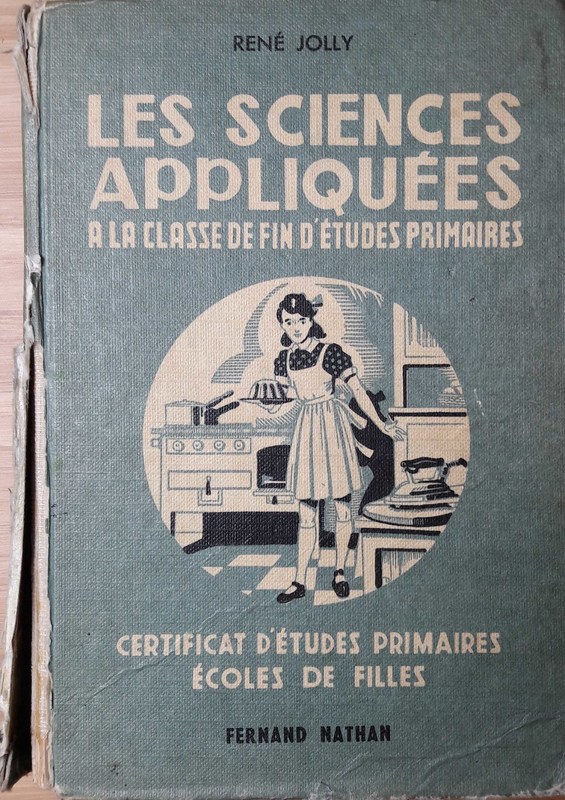 RENÉ JOLLY
LES SCIENCES
APPLIQUÉES
A LA CLASSE DE FIN D'ÉTUDES PRIMAIRES
CERTIFICAT D'ÉTUDES PRIMAIRES
ÉCOLES DE FILLES
FERNAND NATHAN